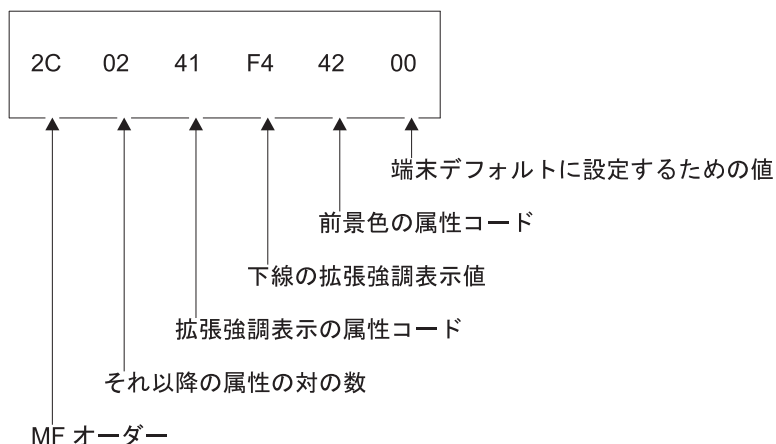 2C 02 41 F4 42 00
端末デフォルトに設定するための値
前景色の属性コード
下線の拡張強調表示値
拡張強調表示の属性コード
それ以降の属性の対の数
MF オーダー